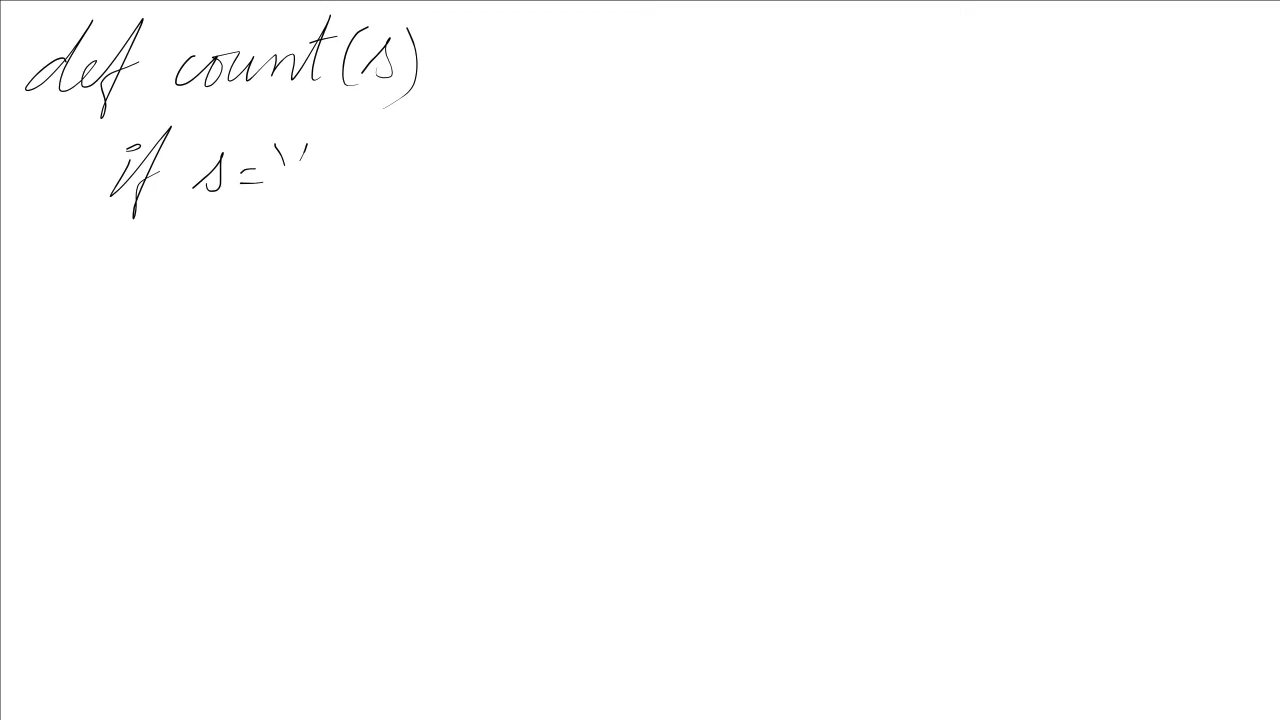 def count(s)
if s=''